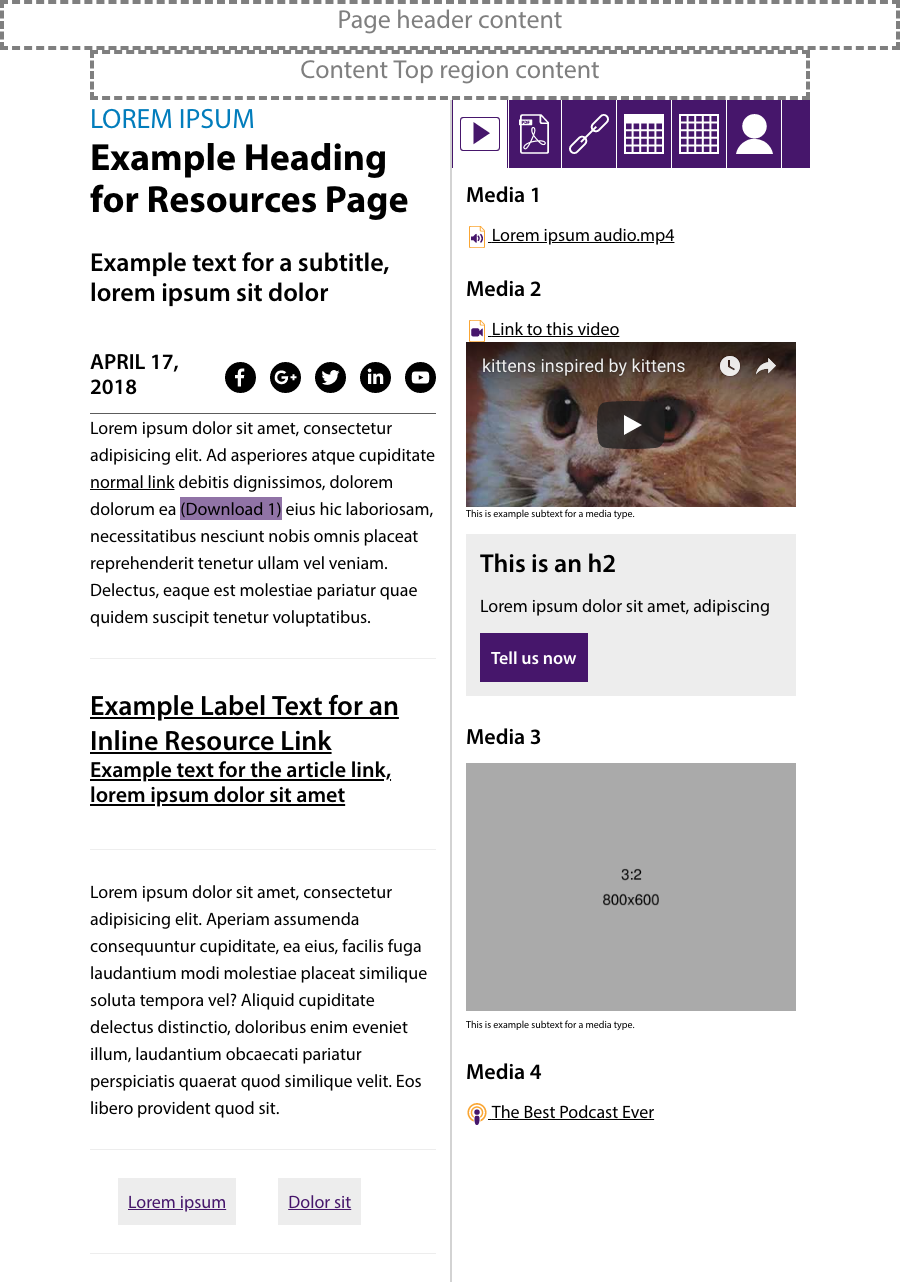 Page header content
Content Top region content
LOREM IPSUM
Example Heading
for Resources Page
Example text for a subtitle,
lorem ipsum sit dolor
APRIL 17,
2018
Lorem ipsum dolor sit amet, consectetur
adipisicing elit. Ad asperiores atque cupiditate
normal link debitis dignissimos, dolorem
dolorum ea (Download 1) eius hic laboriosam,
necessitatibus nesciunt nobis omnis placeat
reprehenderit tenetur ullam vel veniam.
Delectus, eaque est molestiae pariatur quae
quidem suscipit tenetur voluptatibus.
Example Label Text for an
Inline Resource Link
Example text for the article link,
lorem ipsum dolor sit amet
Lorem ipsum dolor sit amet, consectetur
adipisicing elit. Aperiam assumenda
consequuntur cupiditate, ea eius, facilis fuga
laudantium modi molestiae placeat similique
soluta tempora vel? Aliquid cupiditate
delectus distinctio, doloribus enim eveniet
illum, laudantium obcaecati pariatur
perspiciatis quaerat quod similique velit. Eos
libero provident quod sit.
Lorem ipsum
Dolor sit
PDF
Media 1
Lorem ipsum audio.mp4
Media 2
Link to this video
kittens inspired by kittens
This is example subtext for a media type.
This is an h2
Lorem ipsum dolor sit amet, adipiscing
Tell us now
Media 3
3:2
800x600
This is example subtext for a media type.
Media 4
The Best Podcast Ever